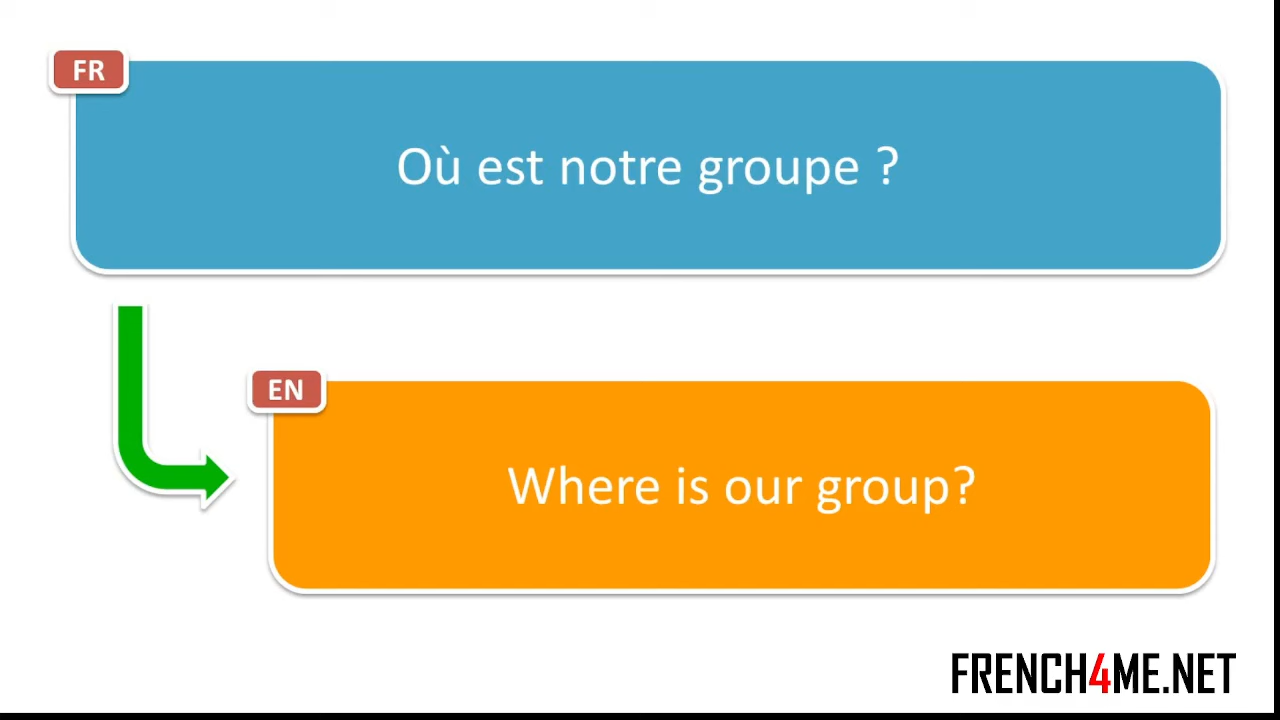 FR
Où est notre groupe ?
EN
Where is our group?
FRENCH4ME.NET